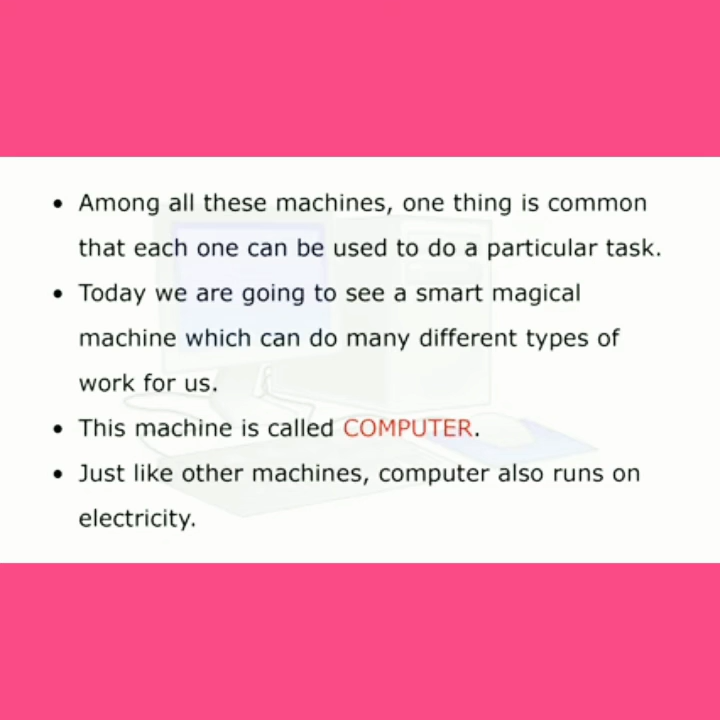 • Among all these machines, one thing is common
that each one can be used to do a particular task.
• Today we are going to see a smart magical
machine which can do many different types of
work for us.
• This machine is called COMPUTER.
• Just like other machines, computer also runs on
electricity.